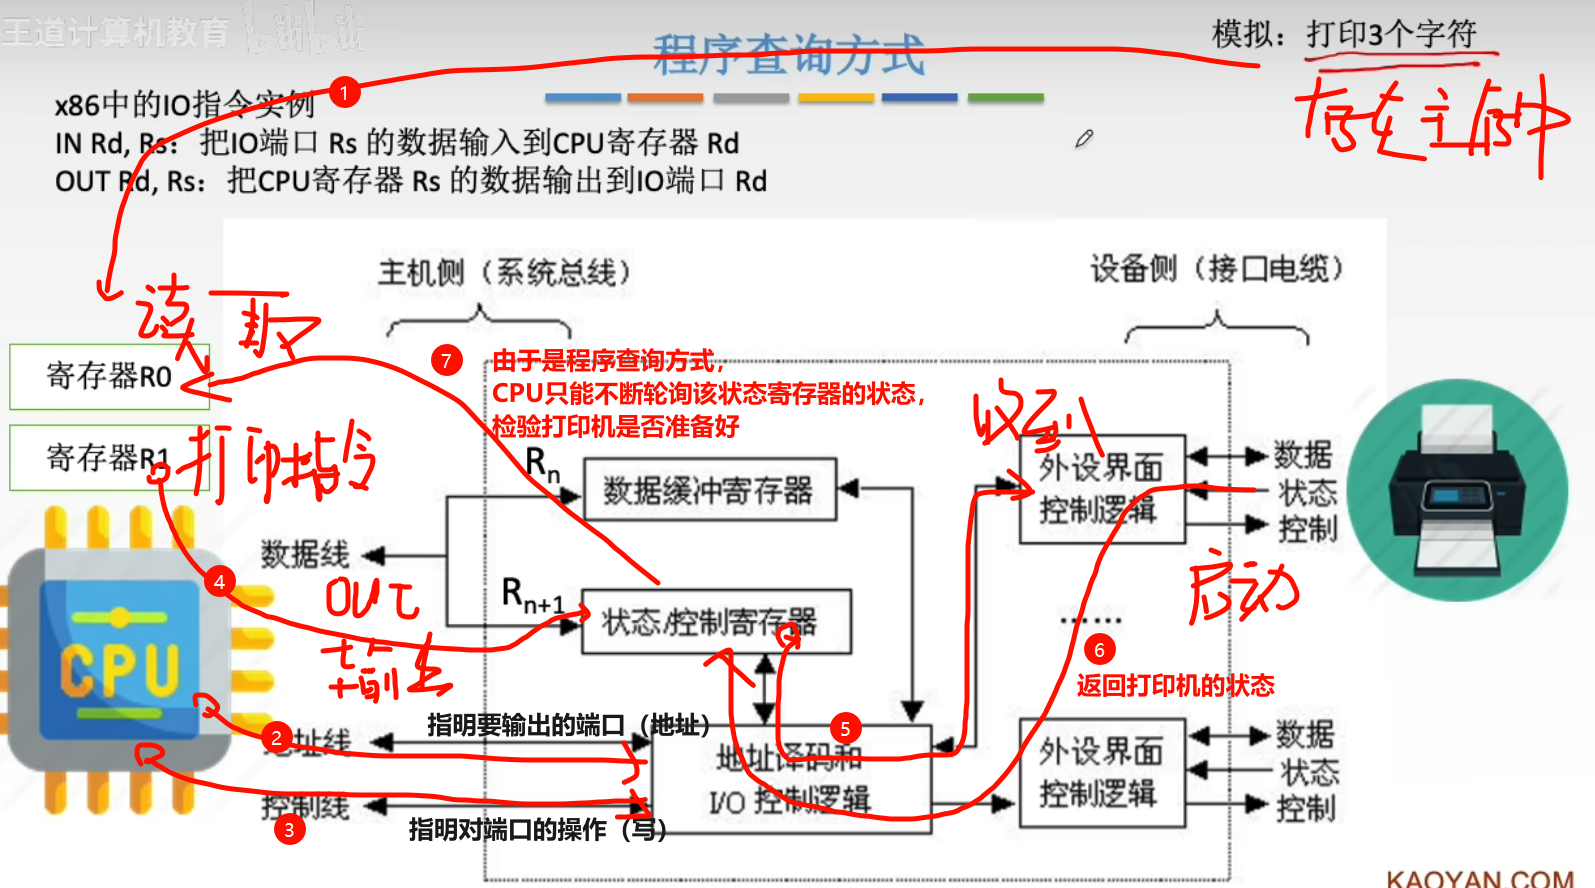 王道计算机教育 bilibili
程序查询方式
模拟：打印3个字符
存在主存中
1
x86中的IO指令实例
IN Rd, Rs：把IO端口 Rs 的数据输入到CPU寄存器 Rd
OUT Rd, Rs：把CPU寄存器 Rs 的数据输出到IO端口 Rd
主机侧（系统总线）
设备侧（接口电缆）
读取
寄存器R0
7
由于是程序查询方式，
CPU只能不断轮询该状态寄存器的状态，
检验打印机是否准备好
收到
寄存器R1
打印指令
Rn
数据缓冲寄存器
外设界面
控制逻辑
数据
状态
控制
数据线
4
OUT
输出
Rn+1
状态/控制寄存器
启动
……
6
返回打印机的状态
CPU
指明要输出的端口（地址）
2
地址线
5
地址译码和
I/O 控制逻辑
外设界面
控制逻辑
数据
状态
控制
控制线
3
指明对端口的操作（写）
KAOYAN.COM